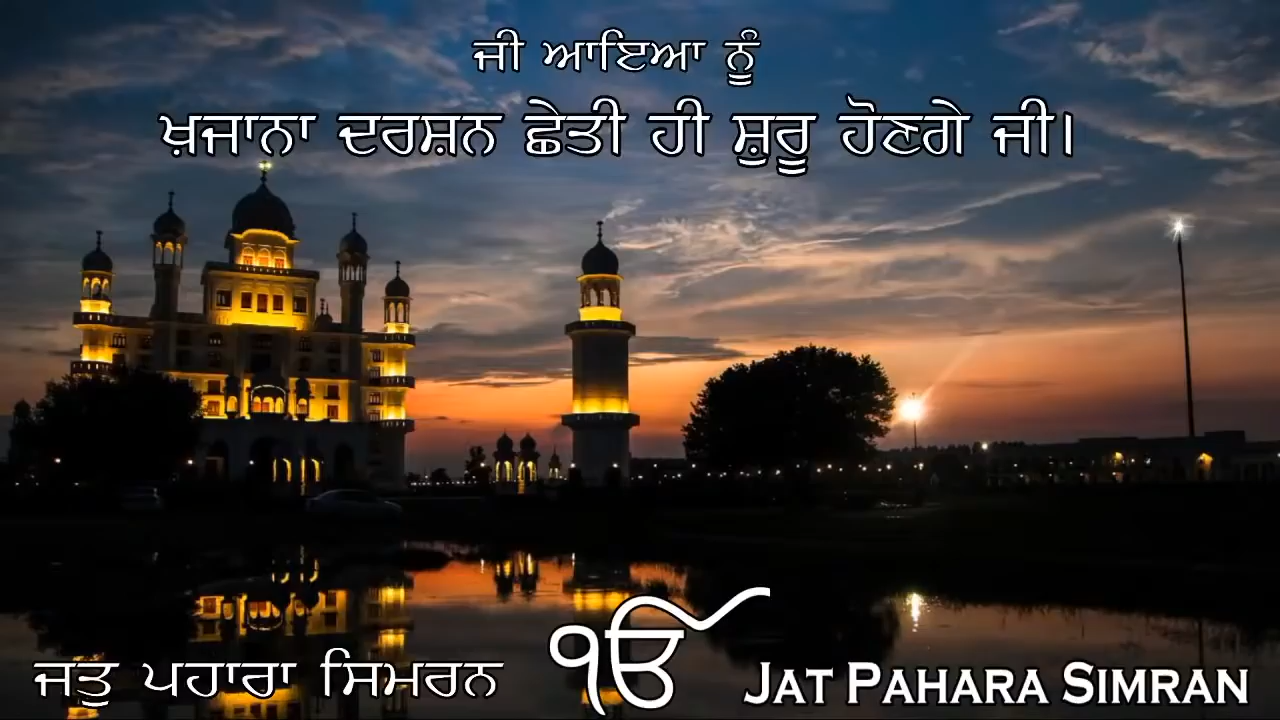 ਜੀ ਆਇਆ ਨੂੰ
ਖ਼ਜਾਨਾ ਦਰਸ਼ਨ ਛੇਤੀ ਹੀ ਸ਼ੁਰੂ ਹੋਣਗੇ ਜੀ।
ਜਤੁ ਪਹਾਰਾ ਸਿਮਰਨ ੴ JAT PAHARA SIMRAN